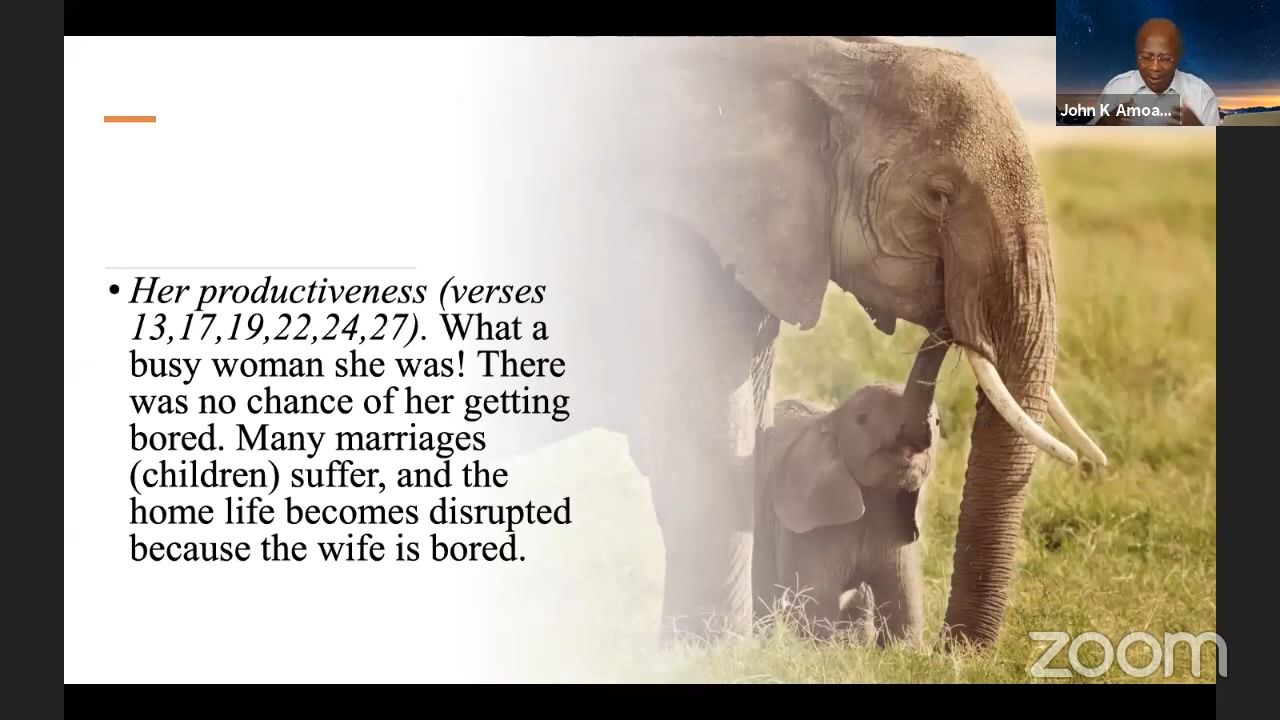 John K Amoa...
• Her productiveness (verses
13,17,19,22,24,27). What a
busy woman she was! There
was no chance of her getting
bored. Many marriages
(children) suffer, and the
home life becomes disrupted
because the wife is bored.
zoom